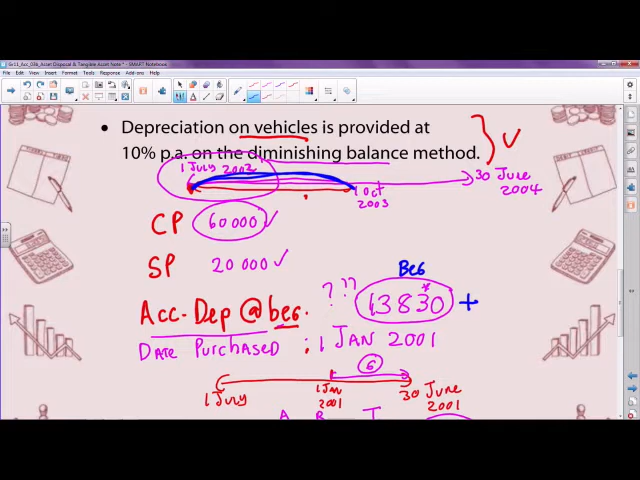 Gr11_Acc_D3b_Asset Disposal & Tangible Asset Note* - SMART Notebook
File Edit View Insert Format Tools Add-ons Response Help
• Depreciation on vehicles is provided at
10% p.a. on the diminishing balance method. } ✓
1 July 2002
30 June
2004
1 Oct
2003
CP 60 000 ✓
SP 20 000 ✓
Beg
Acc-Dep @ beg. ??? 13 830 * +
Date Purchased : 1 Jan 2001
6
1 July
1 Jan
2001
30 June
2001
A B T